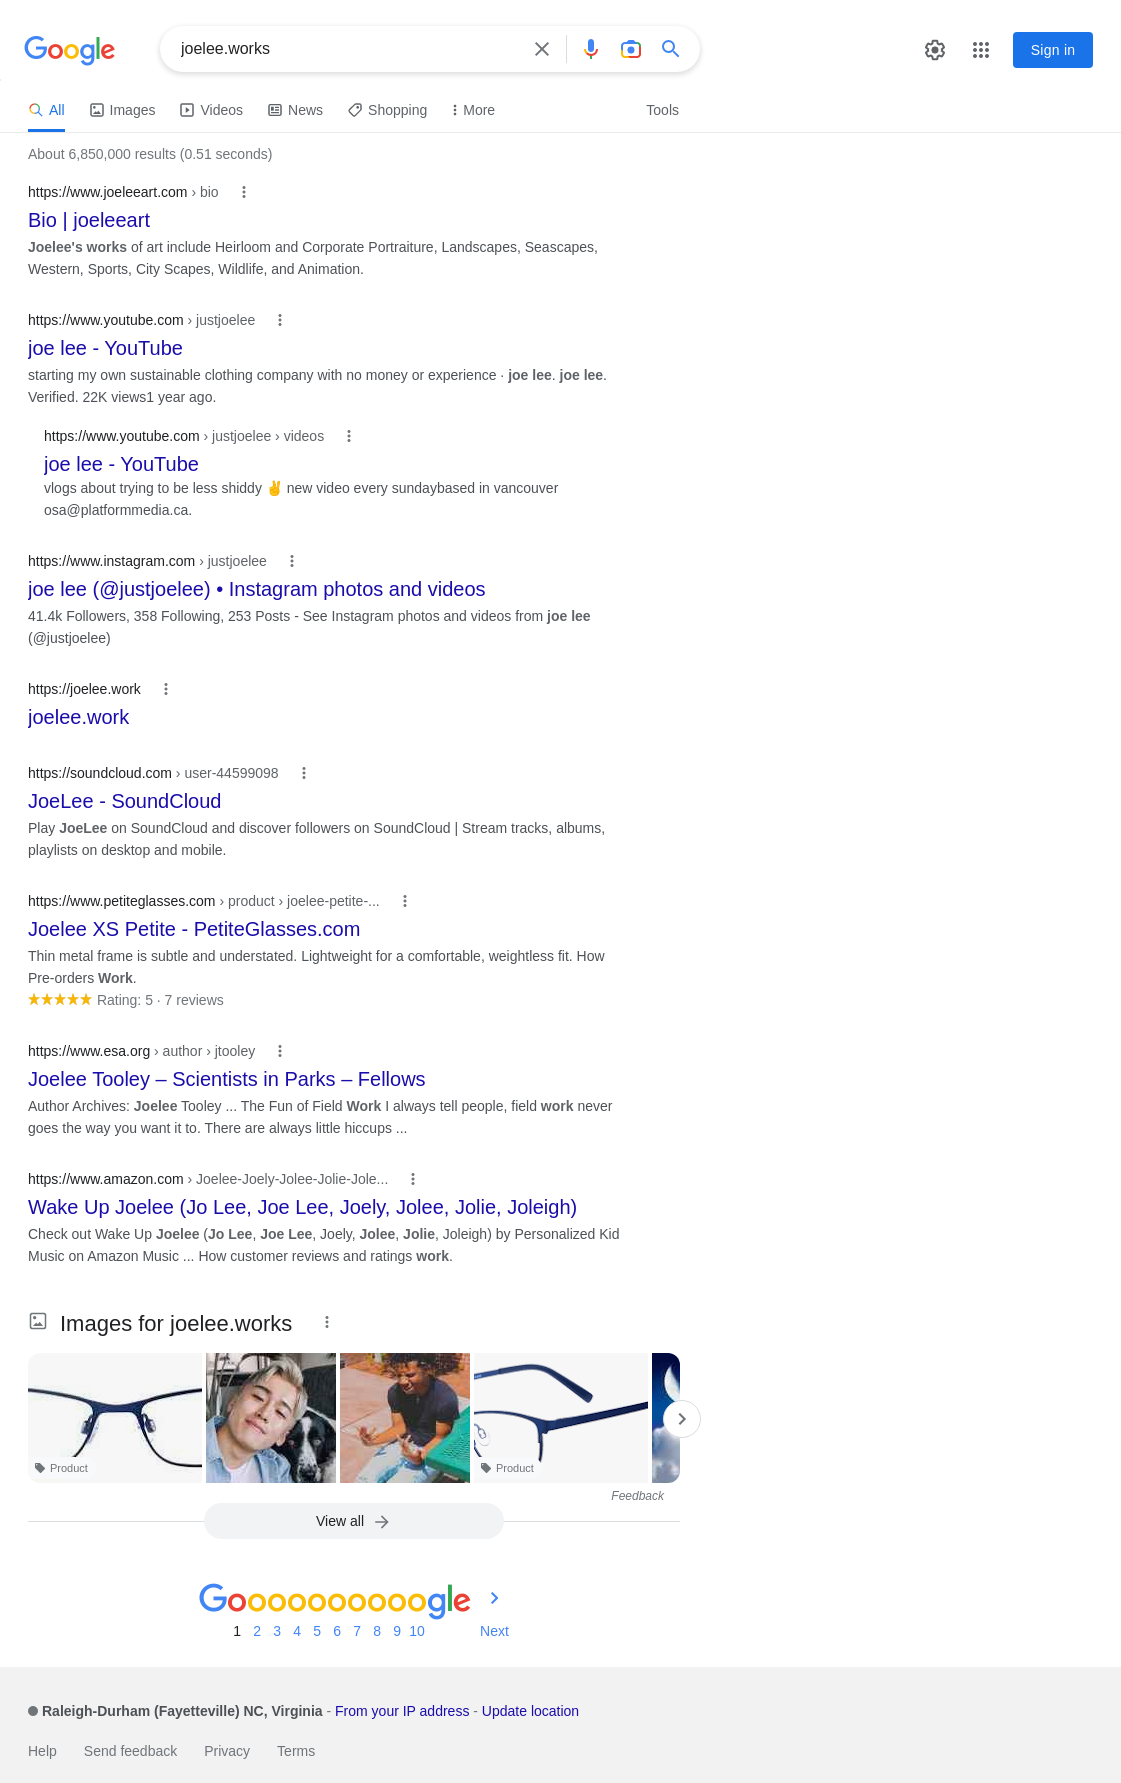 Google
joelee.works
Sign in
All Images Videos News Shopping More Tools
About 6,850,000 results (0.51 seconds)
https://www.joeleeart.com › bio
Bio | joeleeart
Joelee's works of art include Heirloom and Corporate Portraiture, Landscapes, Seascapes,
Western, Sports, City Scapes, Wildlife, and Animation.
https://www.youtube.com › justjoelee
joe lee - YouTube
starting my own sustainable clothing company with no money or experience · joe lee. joe lee.
Verified. 22K views1 year ago.
https://www.youtube.com › justjoelee › videos
joe lee - YouTube
vlogs about trying to be less shiddy ✌️ new video every sundaybased in vancouver
osa@platformmedia.ca.
https://www.instagram.com › justjoelee
joe lee (@justjoelee) • Instagram photos and videos
41.4k Followers, 358 Following, 253 Posts - See Instagram photos and videos from joe lee
(@justjoelee)
https://joelee.work
joelee.work
https://soundcloud.com › user-44599098
JoeLee - SoundCloud
Play JoeLee on SoundCloud and discover followers on SoundCloud | Stream tracks, albums,
playlists on desktop and mobile.
https://www.petiteglasses.com › product › joelee-petite-...
Joelee XS Petite - PetiteGlasses.com
Thin metal frame is subtle and understated. Lightweight for a comfortable, weightless fit. How
Pre-orders Work.
★★★★★ Rating: 5 · 7 reviews
https://www.esa.org › author › jtooley
Joelee Tooley – Scientists in Parks – Fellows
Author Archives: Joelee Tooley ... The Fun of Field Work I always tell people, field work never
goes the way you want it to. There are always little hiccups ...
https://www.amazon.com › Joelee-Joely-Jolee-Jolie-Jole...
Wake Up Joelee (Jo Lee, Joe Lee, Joely, Jolee, Jolie, Joleigh)
Check out Wake Up Joelee (Jo Lee, Joe Lee, Joely, Jolee, Jolie, Joleigh) by Personalized Kid
Music on Amazon Music ... How customer reviews and ratings work.
Images for joelee.works
Product
Product
Feedback
View all
Goooooooooogle
1 2 3 4 5 6 7 8 9 10 Next
Raleigh-Durham (Fayetteville) NC, Virginia - From your IP address - Update location
Help Send feedback Privacy Terms